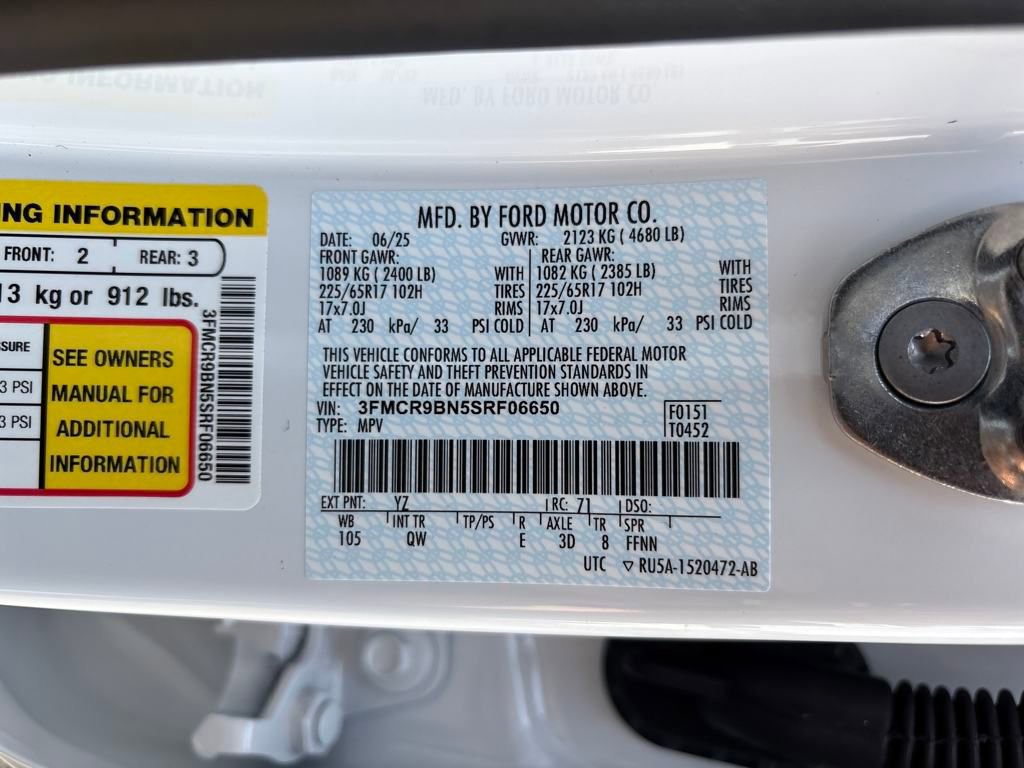 NG INFORMATION
FRONT: 2 REAR: 3
13 kg or 912 lbs.
SSURE
3 PSI
3 PSI
SEE OWNERS
MANUAL FOR
ADDITIONAL
INFORMATION
3FMCR9BN5SRF06650
MFD. BY FORD MOTOR CO.
DATE: 06/25 GVWR: 2123 KG ( 4680 LB)
FRONT GAWR: REAR GAWR:
1089 KG ( 2400 LB) WITH 1082 KG ( 2385 LB) WITH
225/65R17 102H TIRES 225/65R17 102H TIRES
17x7.0J RIMS 17x7.0J RIMS
AT 230 kPa/ 33 PSI COLD AT 230 kPa/ 33 PSI COLD
THIS VEHICLE CONFORMS TO ALL APPLICABLE FEDERAL MOTOR
VEHICLE SAFETY AND THEFT PREVENTION STANDARDS IN
EFFECT ON THE DATE OF MANUFACTURE SHOWN ABOVE.
VIN: 3FMCR9BN5SRF06650 F0151
TYPE: MPV T0452
EXT PNT: YZ RC: 71 DSO:
WB INT TR TP/PS R AXLE TR SPR
105 QW E 3D 8 FFNN
UTC ▽ RU5A-1520472-AB